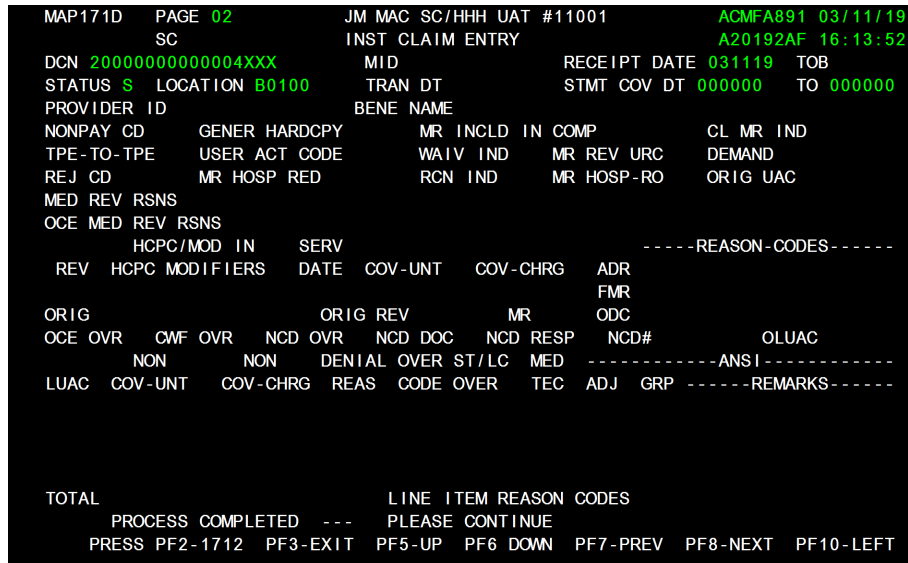 MAP171D PAGE 02 JM MAC SC/HHH UAT #11001 ACMFA891 03/11/19
SC INST CLAIM ENTRY A20192AF 16:13:52
DCN 20000000000004XXX MID RECEIPT DATE 031119 TOB
STATUS S LOCATION B0100 TRAN DT STMT COV DT 000000 TO 000000
PROVIDER ID BENE NAME
NONPAY CD GENER HARDCPY MR INCLD IN COMP CL MR IND
TPE-TO-TPE USER ACT CODE WAIV IND MR REV URC DEMAND
REJ CD MR HOSP RED RCN IND MR HOSP-RO ORIG UAC
MED REV RSNS
OCE MED REV RSNS
HCPC/MOD IN SERV -----REASON-CODES------
REV HCPC MODIFIERS DATE COV-UNT COV-CHRG ADR
FMR
ORIG ORIG REV MR ODC
OCE OVR CWF OVR NCD OVR NCD DOC NCD RESP NCD# OLUAC
NON NON DENIAL OVER ST/LC MED ------------ANSI------------
LUAC COV-UNT COV-CHRG REAS CODE OVER TEC ADJ GRP ------REMARKS------
TOTAL LINE ITEM REASON CODES
PROCESS COMPLETED --- PLEASE CONTINUE
PRESS PF2-1712 PF3-EXIT PF5-UP PF6 DOWN PF7-PREV PF8-NEXT PF10-LEFT